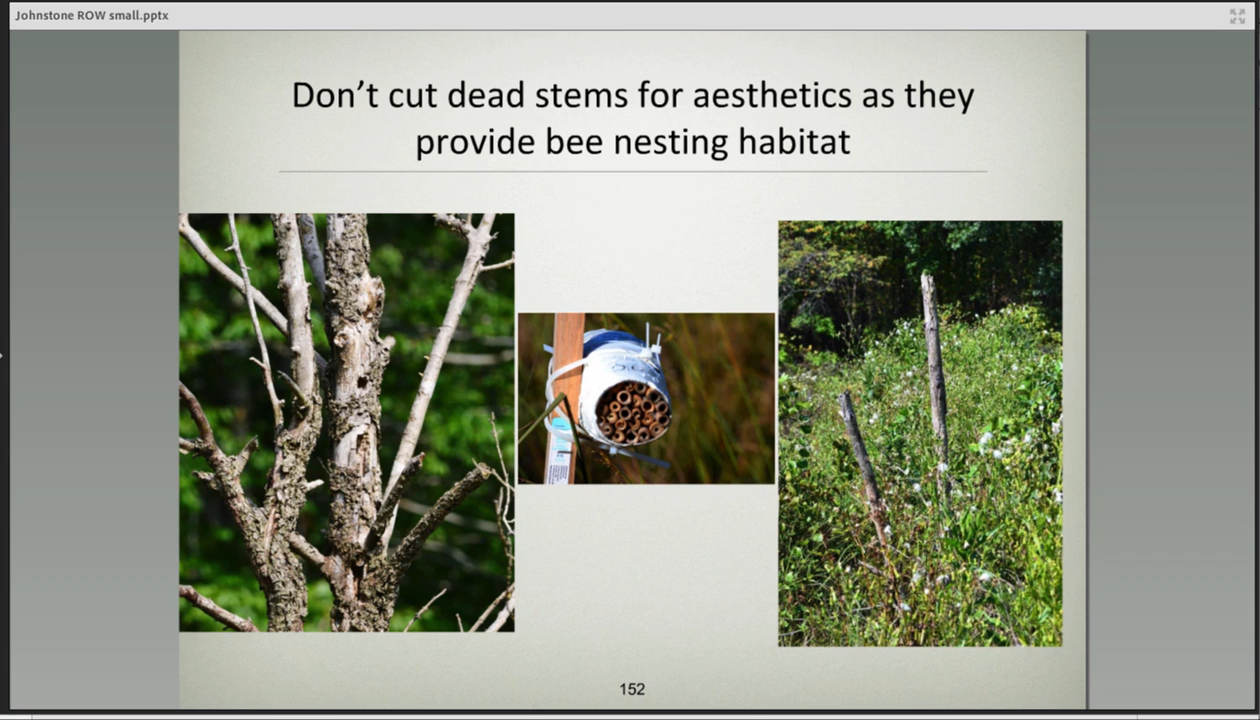 Johnstone ROW small.pptx
Don’t cut dead stems for aesthetics as they
provide bee nesting habitat
152